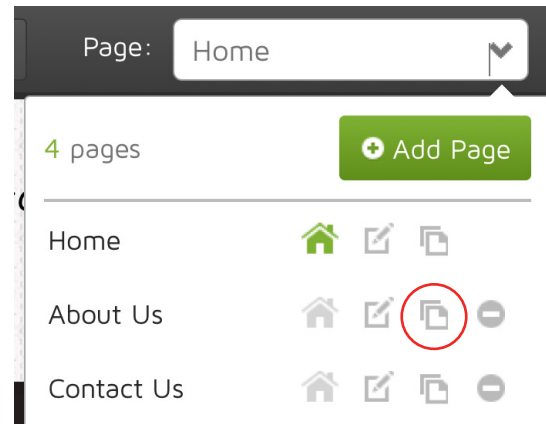 Page: Home
4 pages
Add Page
Home
About Us
Contact Us